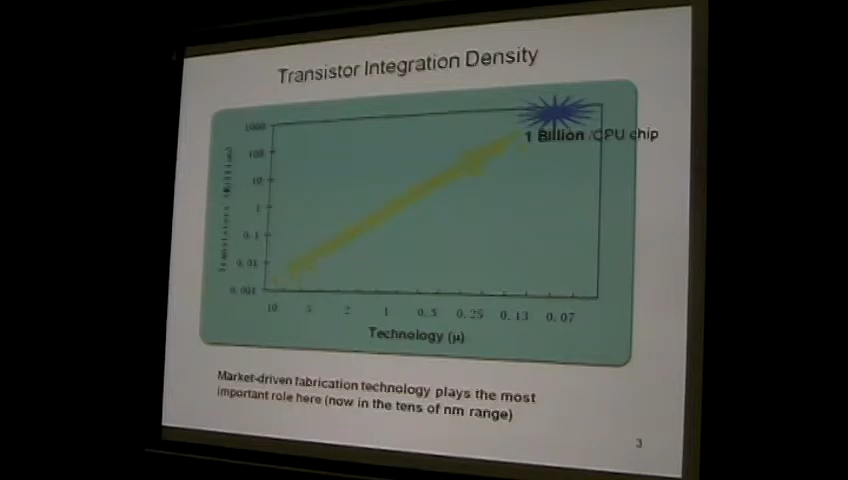 Transistor Integration Density
1000
100
10
1
0.1
0.01
0.001
1 Billion /CPU chip
10 5 2 1 0.5 0.25 0.13 0.07
Technology (µ)
Market-driven fabrication technology plays the most
important role here (now in the tens of nm range)
3